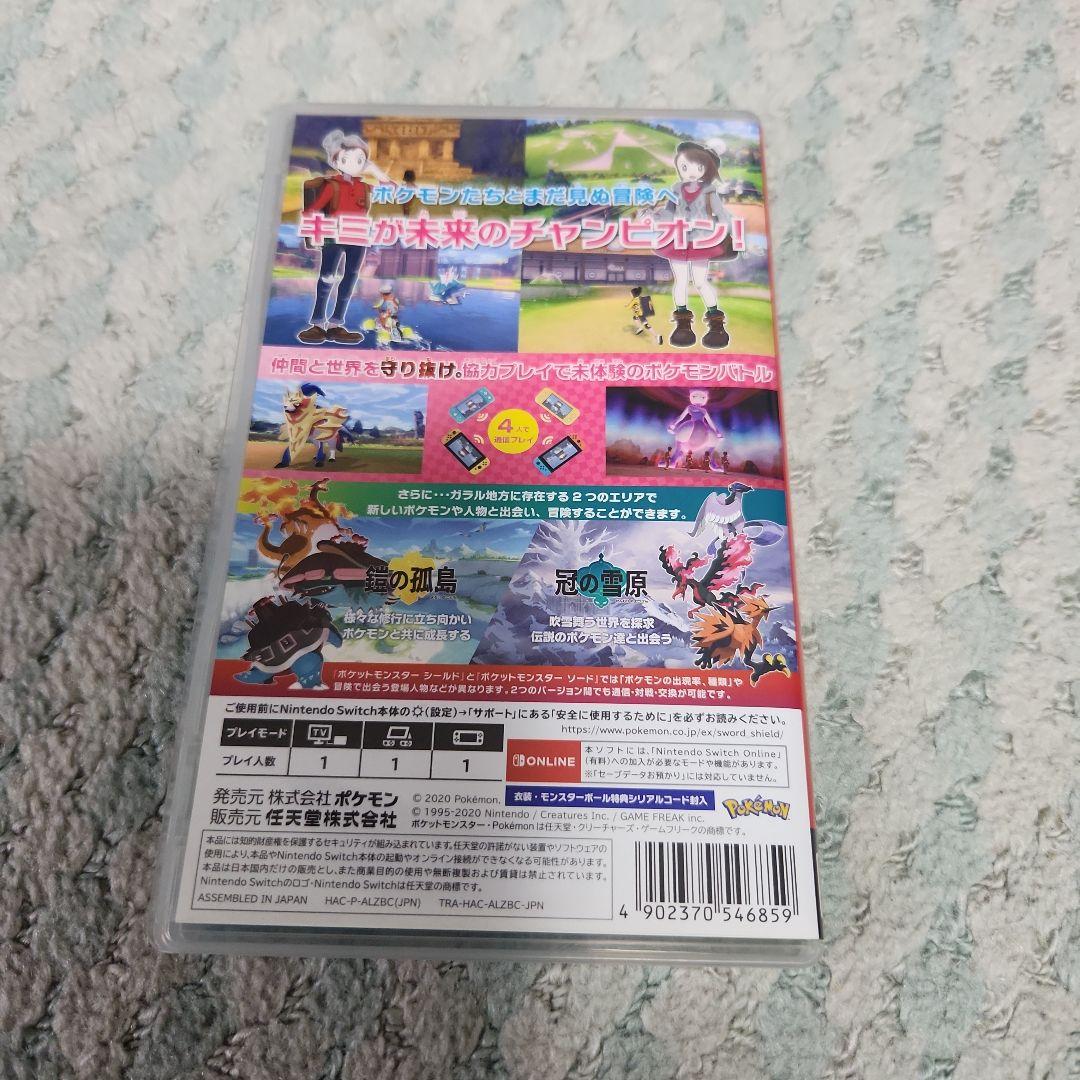 ポケモンたちとまだ見ぬ冒険へ
キミが未来のチャンピオン!
仲間と世界を守り抜け。協力プレイで未体験のポケモンバトル
4人で
通信プレイ
さらに…ガラル地方に存在する2つのエリアで
新しいポケモンや人物と出会い、冒険することができます。
鎧の孤島
冠の雪原
様々な修行に立ち向かい
ポケモンと共に成長する
吹雪舞う世界を探求
伝説のポケモン達と出会う
『ポケットモンスター シールド』と『ポケットモンスター ソード』では「ポケモンの出現率、種類」や
冒険で出会う登場人物などが異なります。2つのバージョン間でも通信・対戦・交換が可能です。
ご使用前にNintendo Switch本体の(設定)→「サポート」にある「安全に使用するために」を必ずお読みください。
https://www.pokemon.co.jp/ex/sword_shield/
プレイモード TV
プレイ人数 1 1 1
ONLINE
本ソフトには、「Nintendo Switch Online」
(有料)への加入が必要なモードや機能があります。
※「セーブデータお預かり」には対応していません。
発売元 株式会社ポケモン
販売元 任天堂株式会社
© 2020 Pokémon.
© 1995-2020 Nintendo / Creatures Inc. / GAME FREAK inc.
ポケットモンスター・Pokémonは任天堂・クリーチャーズ・ゲームフリークの商標です。
衣装・モンスターボール特典シリアルコード封入
POKéMON
本品には知的財産権を保護するセキュリティが組み込まれています。任天堂の許諾がない装置やソフトウェアの
使用により、本品やNintendo Switch本体の起動やオンライン接続ができなくなる可能性があります。
本品は日本国内だけの販売とし、また商業目的の使用や無断複製および賃貸は禁止されています。
Nintendo Switchのロゴ・Nintendo Switchは任天堂の商標です。
ASSEMBLED IN JAPAN HAC-P-ALZBC(JPN) TRA-HAC-ALZBC-JPN
4 902370 546859